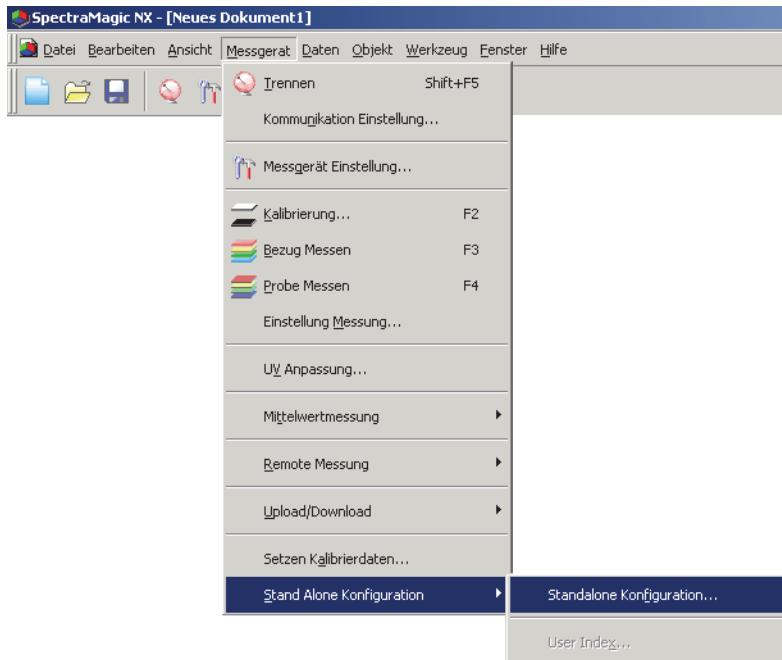 SpectraMagic NX - [Neues Dokument1]
Datei Bearbeiten Ansicht Messgerat Daten Objekt Werkzeug Fenster Hilfe
Trennen Shift+F5
Kommunikation Einstellung...
Messgerät Einstellung...
Kalibrierung... F2
Bezug Messen F3
Probe Messen F4
Einstellung Messung...
UV Anpassung...
Mittelwertmessung
Remote Messung
Upload/Download
Setzen Kalibrierdaten...
Stand Alone Konfiguration
Standalone Konfiguration...
User Index...